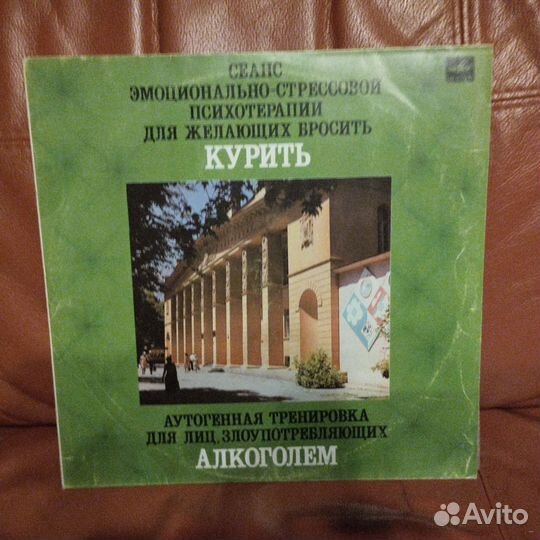 СЕАНС
ЭМОЦИОНАЛЬНО-СТРЕССОВОЙ
ПСИХОТЕРАПИИ
ДЛЯ ЖЕЛАЮЩИХ БРОСИТЬ
КУРИТЬ
АУТОГЕННАЯ ТРЕНИРОВКА
ДЛЯ ЛИЦ, ЗЛОУПОТРЕБЛЯЮЩИХ
АЛКОГОЛЕМ
Avito